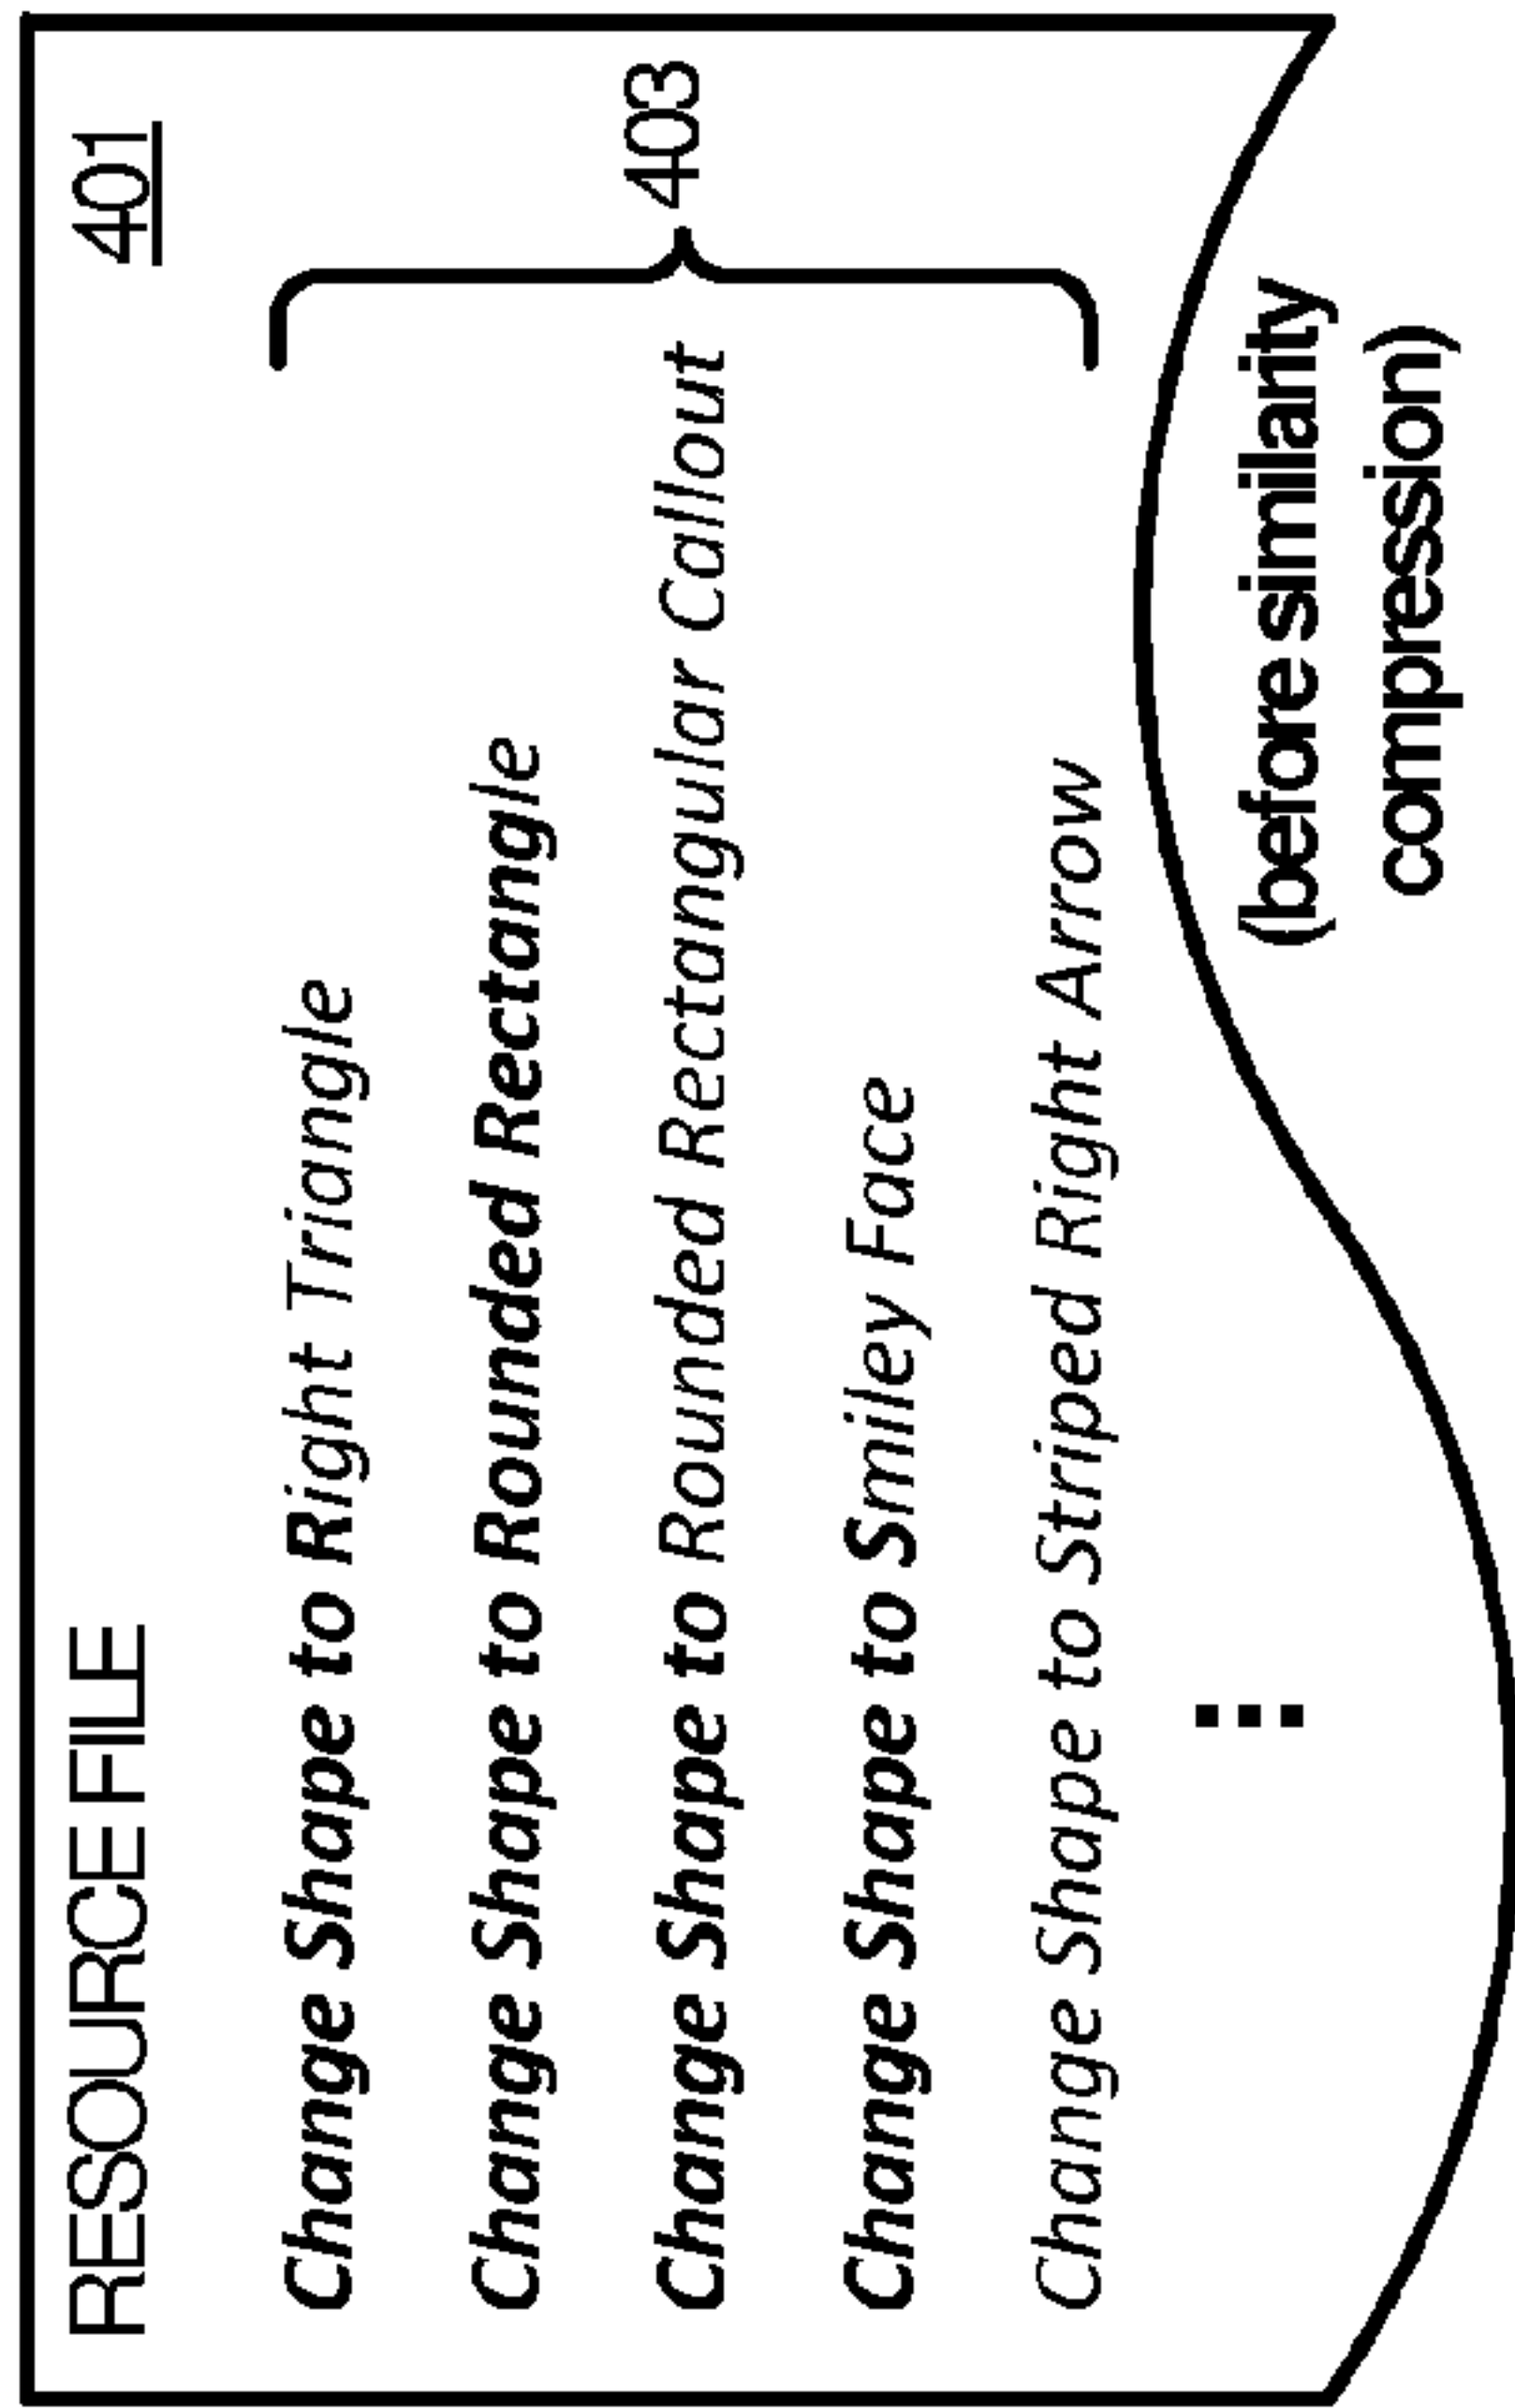 RESOURCE FILE 401
Change Shape to Right Triangle
Change Shape to Rounded Rectangle
Change Shape to Rounded Rectangular Callout
Change Shape to Smiley Face
Change Shape to Striped Right Arrow
403
(before similarity
compression)